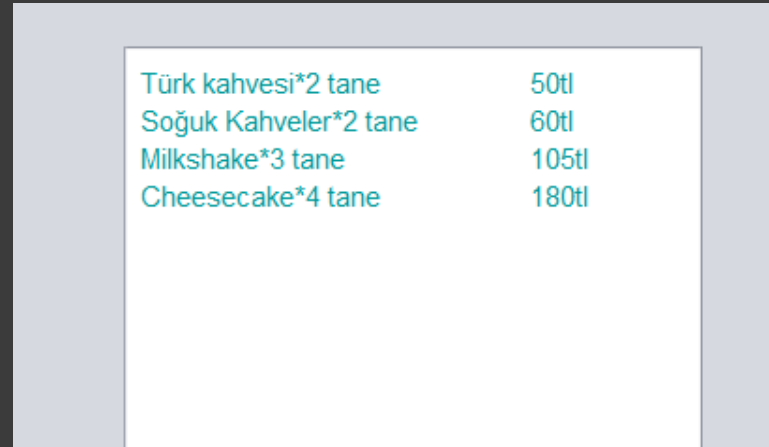 Türk kahvesi*2 tane 50tl
Soğuk Kahveler*2 tane 60tl
Milkshake*3 tane 105tl
Cheesecake*4 tane 180tl